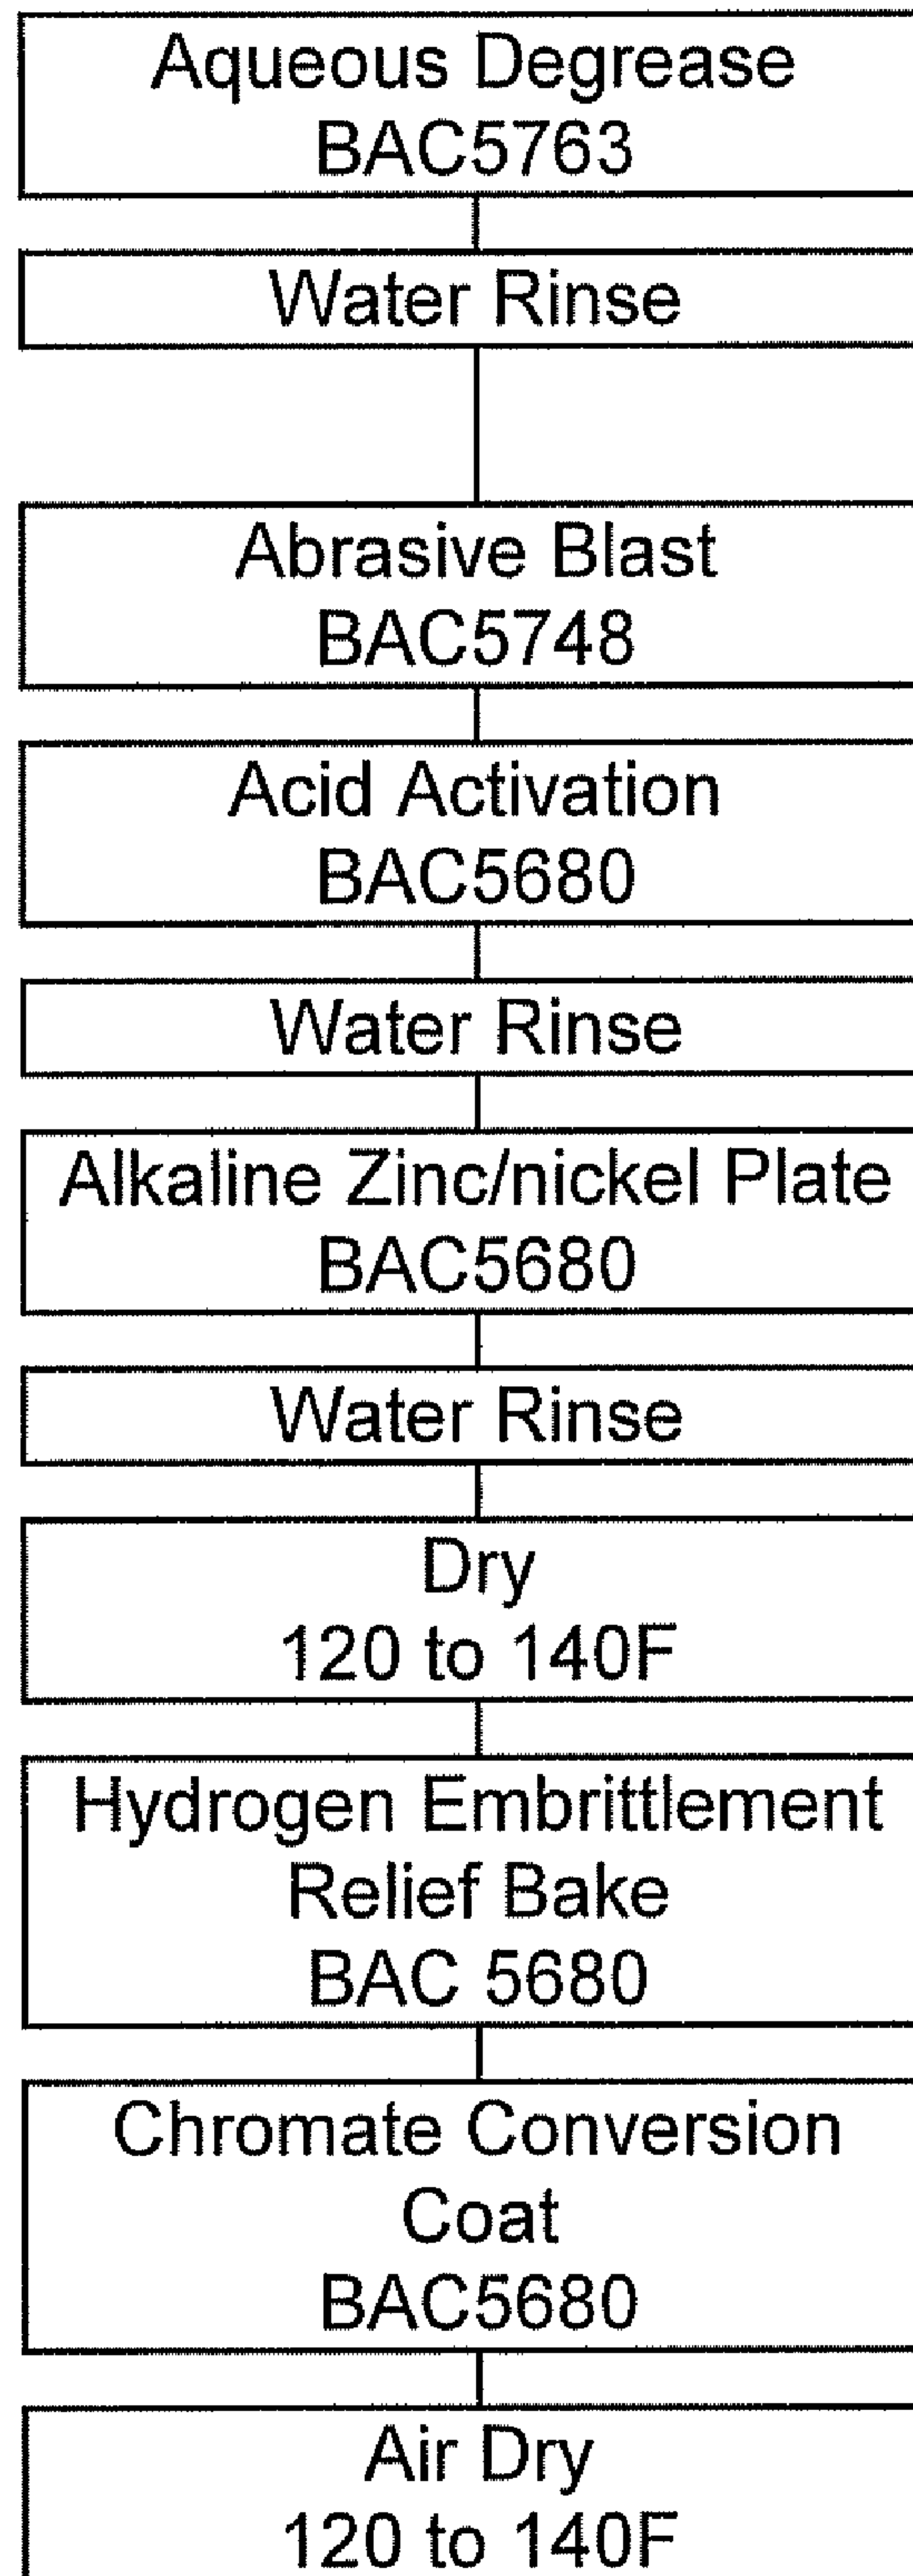 Aqueous Degrease
BAC5763
Water Rinse
Abrasive Blast
BAC5748
Acid Activation
BAC5680
Water Rinse
Alkaline Zinc/nickel Plate
BAC5680
Water Rinse
Dry
120 to 140F
Hydrogen Embrittlement
Relief Bake
BAC 5680
Chromate Conversion
Coat
BAC5680
Air Dry
120 to 140F